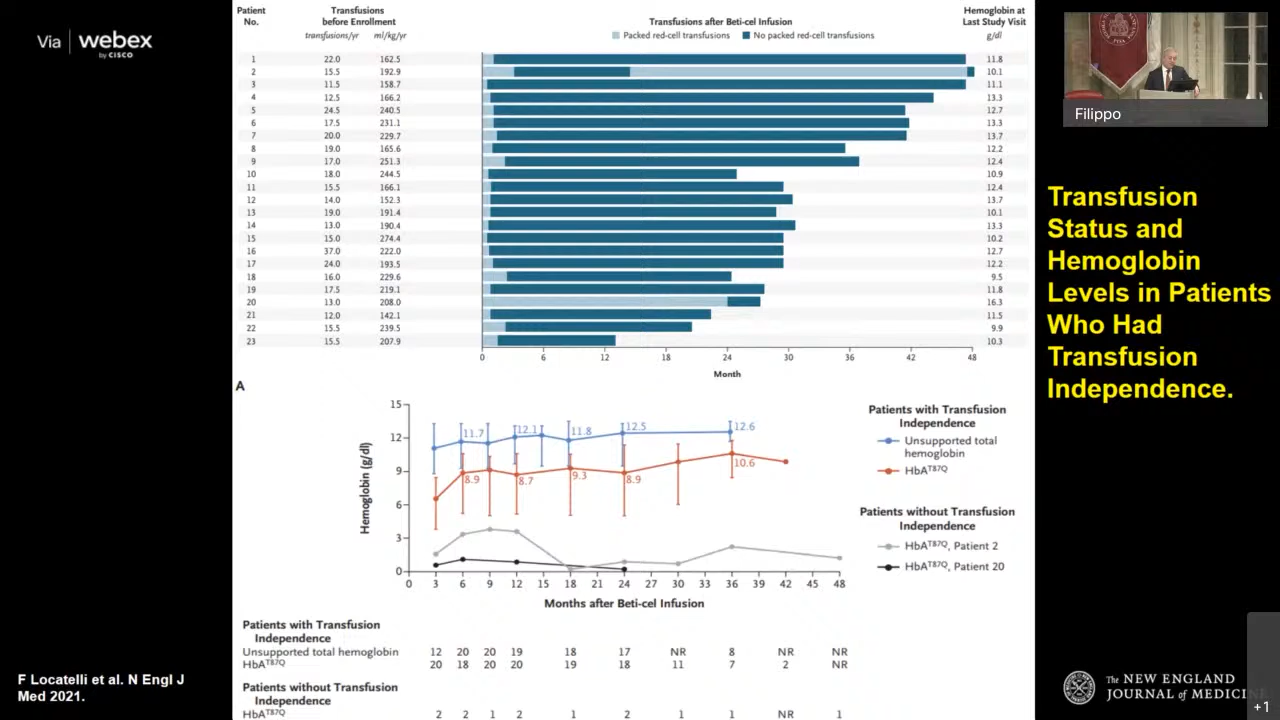 Via webex
by CISCO
Patient No.
Transfusions before Enrollment
transfusions/yr ml/kg/yr
Transfusions after Beti-cel Infusion
Packed red-cell transfusions No packed red-cell transfusions
Hemoglobin at Last Study Visit
g/dl
1 22.0 162.5 11.8
2 15.5 192.9 10.1
3 11.5 158.7 11.1
4 12.5 166.2 13.3
5 24.5 240.5 12.7
6 17.5 231.1 13.3
7 20.0 229.7 13.7
8 19.0 165.6 12.2
9 17.0 251.3 12.4
10 18.0 244.5 10.9
11 15.5 166.1 12.4
12 14.0 152.3 13.7
13 19.0 191.4 10.1
14 13.0 190.4 13.3
15 15.0 274.4 10.2
16 37.0 222.0 12.7
17 24.0 193.5 12.2
18 16.0 229.6 9.5
19 17.5 219.1 11.8
20 13.0 208.0 16.3
21 12.0 142.1 11.5
22 15.5 239.5 9.9
23 15.5 207.9 10.3
0 6 12 18 24 30 36 42 48
Month
A
Hemoglobin (g/dl)
15
12
9
6
3
0
11.7 12.1 11.8 12.5 12.6
8.9 8.7 9.3 8.9 10.6
0 3 6 9 12 15 18 21 24 27 30 33 36 39 42 45 48
Months after Beti-cel Infusion
Patients with Transfusion
Independence
Unsupported total
hemoglobin
HbAT87Q
Patients without Transfusion
Independence
HbAT87Q, Patient 2
HbAT87Q, Patient 20
Patients with Transfusion
Independence
Unsupported total hemoglobin 12 20 20 19 18 17 NR 8 NR NR
HbAT87Q 20 18 20 20 19 18 11 7 2 NR
Patients without Transfusion
Independence
HbAT87Q 2 2 1 2 1 2 1 1 NR 1
Filippo
Transfusion
Status and
Hemoglobin
Levels in Patients
Who Had
Transfusion
Independence.
F Locatelli et al. N Engl J
Med 2021.
The NEW ENGLAND
JOURNAL of MEDICINE
+1